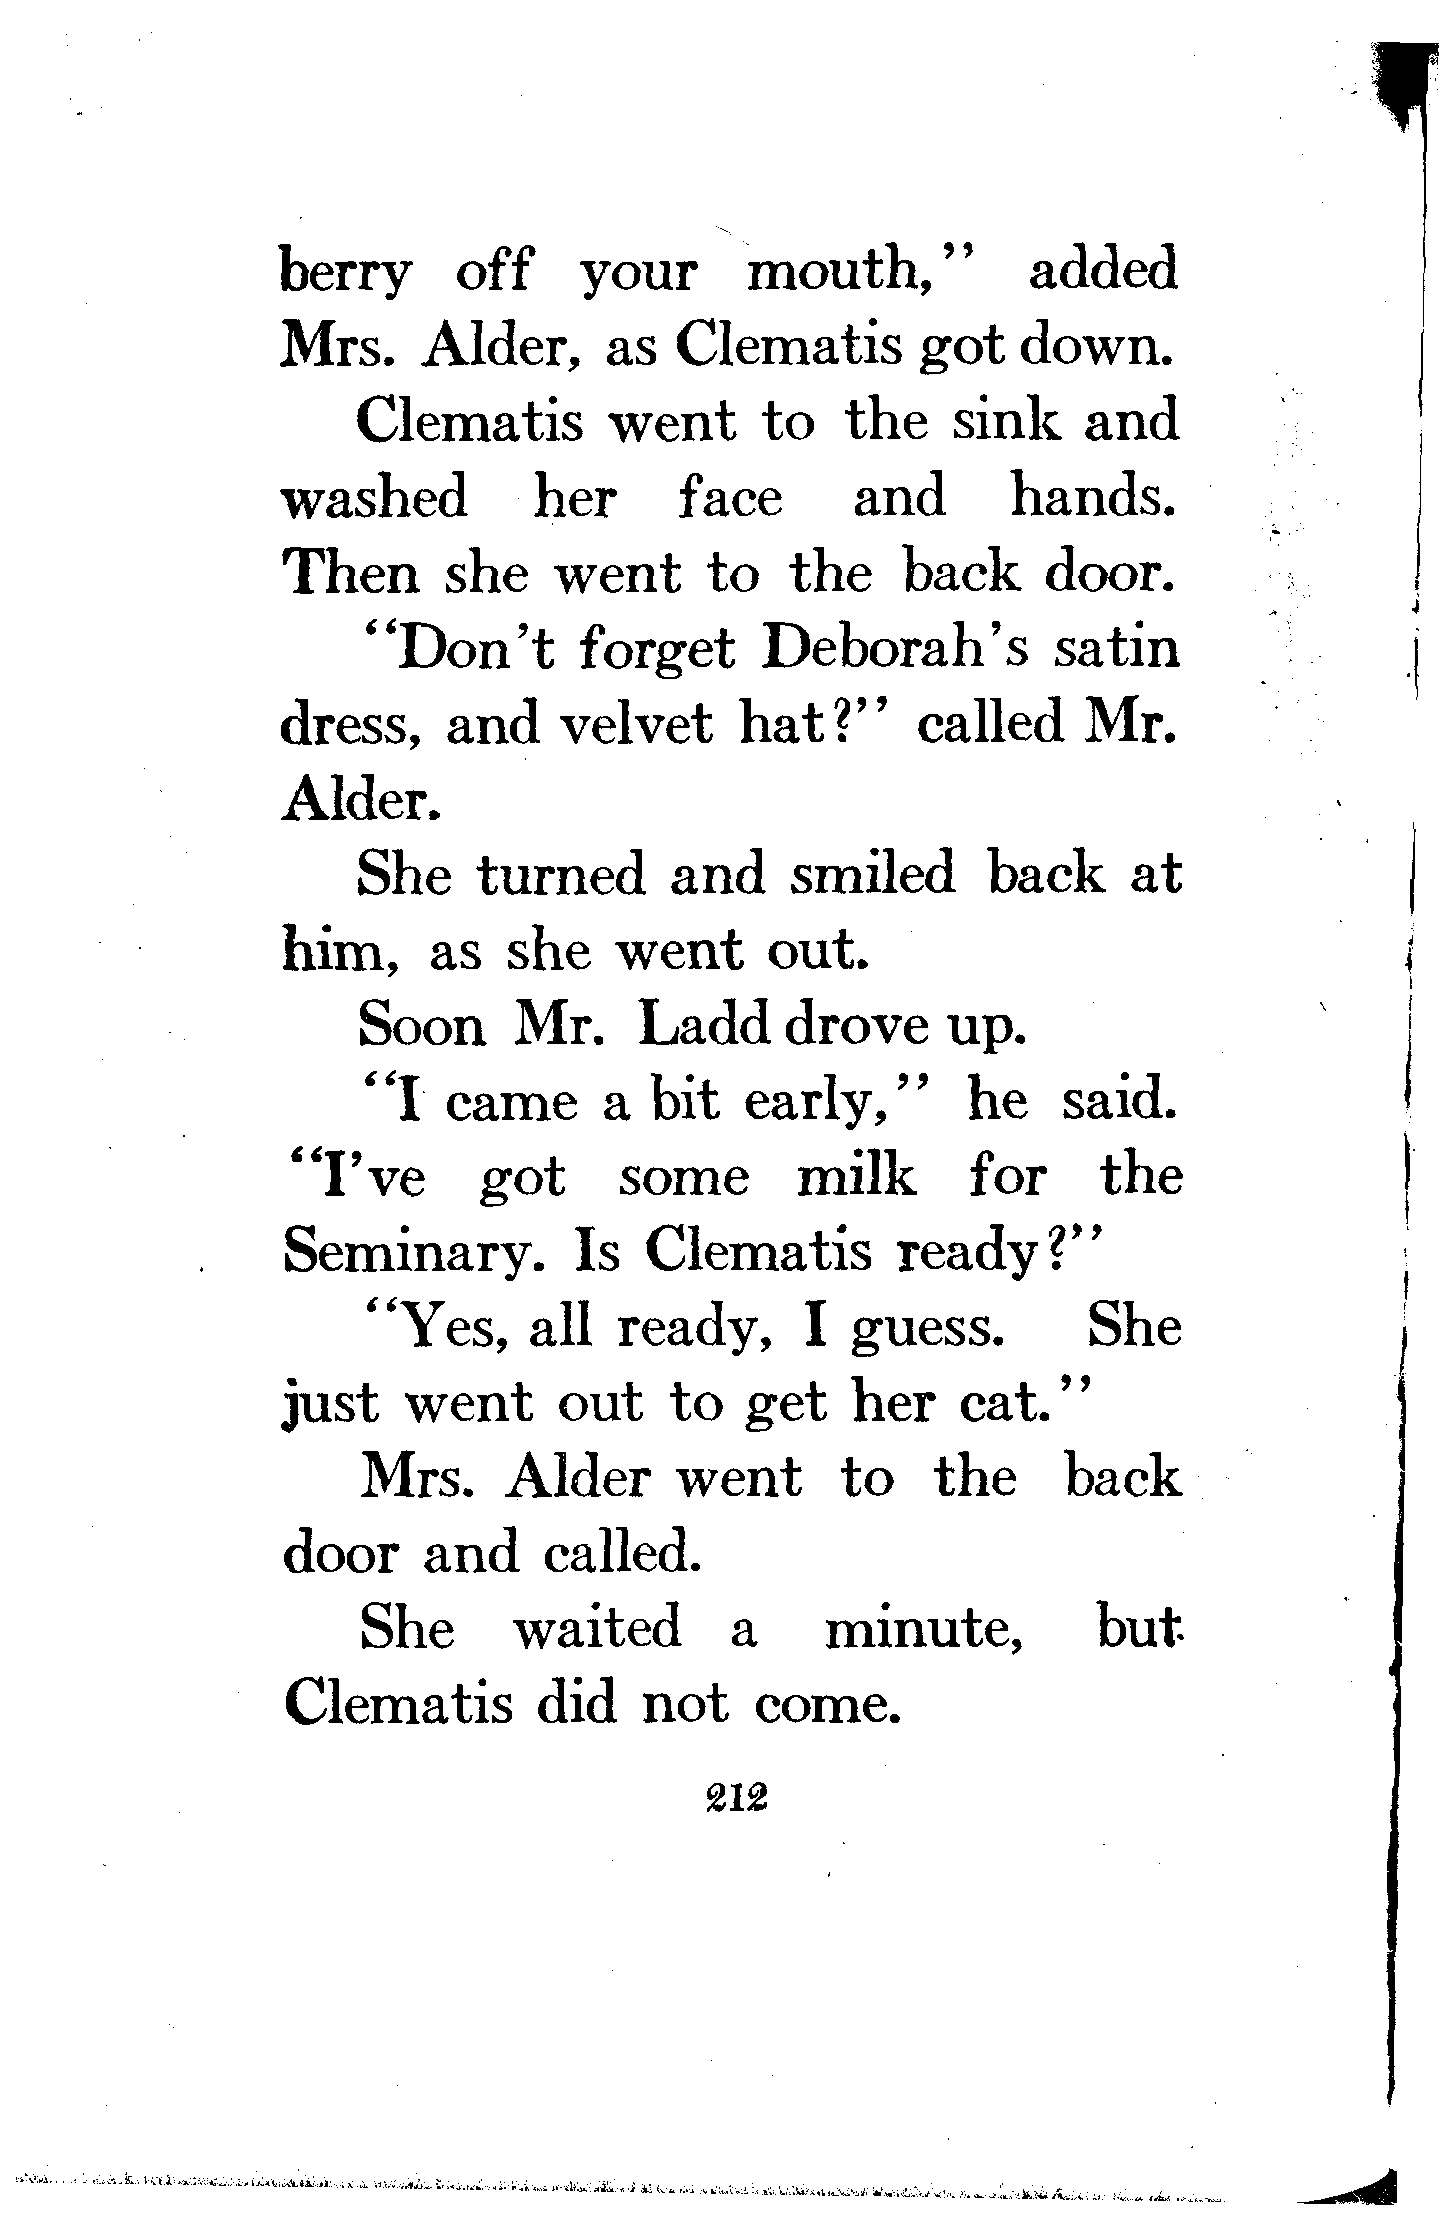 berry off your mouth," added
Mrs. Alder, as Clematis got down.
Clematis went to the sink and
washed her face and hands.
Then she went to the back door.
"Don't forget Deborah's satin
dress, and velvet hat?" called Mr.
Alder.
She turned and smiled back at
him, as she went out.
Soon Mr. Ladd drove up.
"I came a bit early," he said.
"I've got some milk for the
Seminary. Is Clematis ready?"
"Yes, all ready, I guess. She
just went out to get her cat."
Mrs. Alder went to the back
door and called.
She waited a minute, but
Clematis did not come.
212